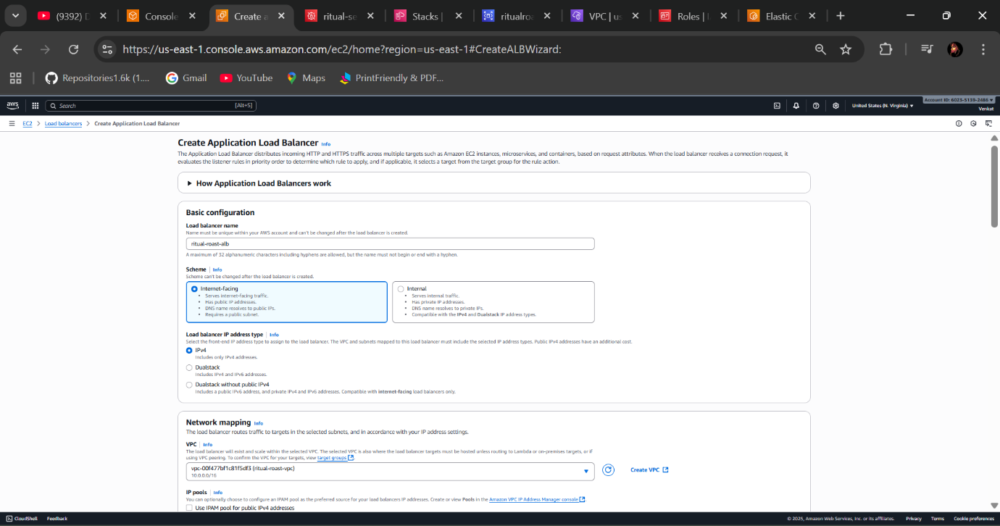 (9392) D
Console
Create a
ritual-se
Stacks |
ritualroa
VPC | us
Roles | I
Elastic C
https://us-east-1.console.aws.amazon.com/ec2/home?region=us-east-1#CreateALBWizard:
Repositories1.6k (1....
Gmail
YouTube
Maps
PrintFriendly & PDF...
aws
Search
[Alt+S]
United States (N. Virginia)
Account ID: 6023-5139-2486
Venkat
EC2
Load balancers
Create Application Load Balancer
Create Application Load Balancer Info
The Application Load Balancer distributes incoming HTTP and HTTPS traffic across multiple targets such as Amazon EC2 instances, microservices, and containers, based on request attributes. When the load balancer receives a connection request, it
evaluates the listener rules in priority order to determine which rule to apply, and if applicable, it selects a target from the target group for the rule action.
How Application Load Balancers work
Basic configuration
Load balancer name
Name must be unique within your AWS account and can't be changed after the load balancer is created.
ritual-roast-alb
A maximum of 32 alphanumeric characters including hyphens are allowed, but the name must not begin or end with a hyphen.
Scheme | Info
Scheme can't be changed after the load balancer is created.
Internet-facing
• Serves internet-facing traffic.
• Has public IP addresses.
• DNS name resolves to public IPs.
• Requires a public subnet.
Internal
• Serves internal traffic.
• Has private IP addresses.
• DNS name resolves to private IPs.
• Compatible with the IPv4 and Dualstack IP address types.
Load balancer IP address type | Info
Select the front-end IP address type to assign to the load balancer. The VPC and subnets mapped to this load balancer must include the selected IP address types. Public IPv4 addresses have an additional cost.
IPv4
Includes only IPv4 addresses.
Dualstack
Includes IPv4 and IPv6 addresses.
Dualstack without public IPv4
Includes a public IPv6 address, and private IPv4 and IPv6 addresses. Compatible with internet-facing load balancers only.
Network mapping Info
The load balancer routes traffic to targets in the selected subnets, and in accordance with your IP address settings.
VPC | Info
The load balancer will exist and scale within the selected VPC. The selected VPC is also where the load balancer targets must be hosted unless routing to Lambda or on-premises targets, or if
using VPC peering. To confirm the VPC for your targets, view target groups.
vpc-00f477bf1c81f5df3 (ritual-roast-vpc)
10.0.0.0/16
Create VPC
IP pools | Info
You can optionally choose to configure an IPAM pool as the preferred source for your load balancers IP addresses. Create or view Pools in the Amazon VPC IP Address Manager console.
Use IPAM pool for public IPv4 addresses
CloudShell
Feedback
© 2025, Amazon Web Services, Inc. or its affiliates.
Privacy
Terms
Cookie preferences